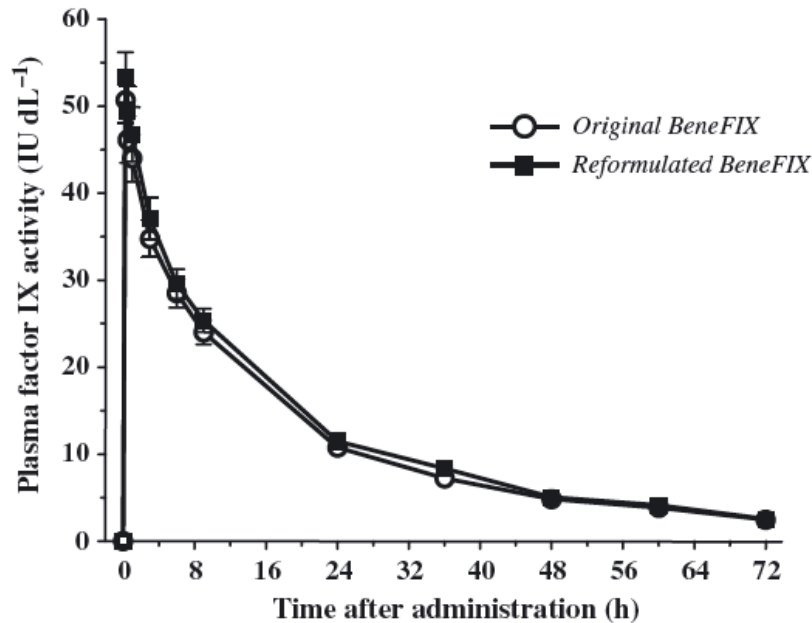 60
50
40
30
20
10
0
Plasma factor IX activity (IU dL⁻¹)
Original BeneFIX
Reformulated BeneFIX
0 8 16 24 32 40 48 56 64 72
Time after administration (h)